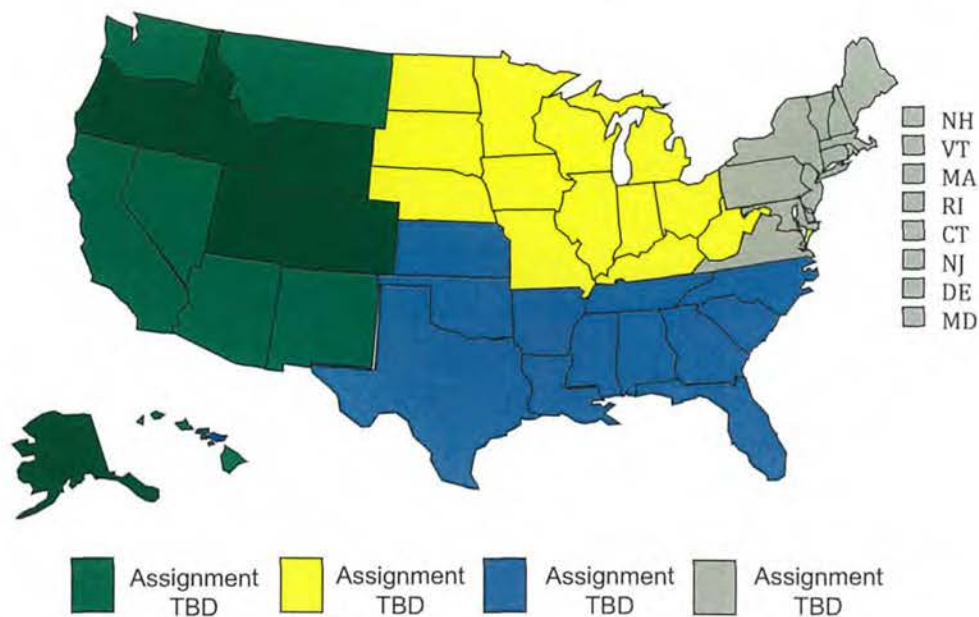 NH
VT
MA
RI
CT
NJ
DE
MD
Assignment
TBD
Assignment
TBD
Assignment
TBD
Assignment
TBD